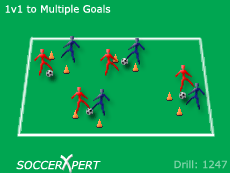 1v1 to Multiple Goals
SOCCERXPERT
Drill: 1247